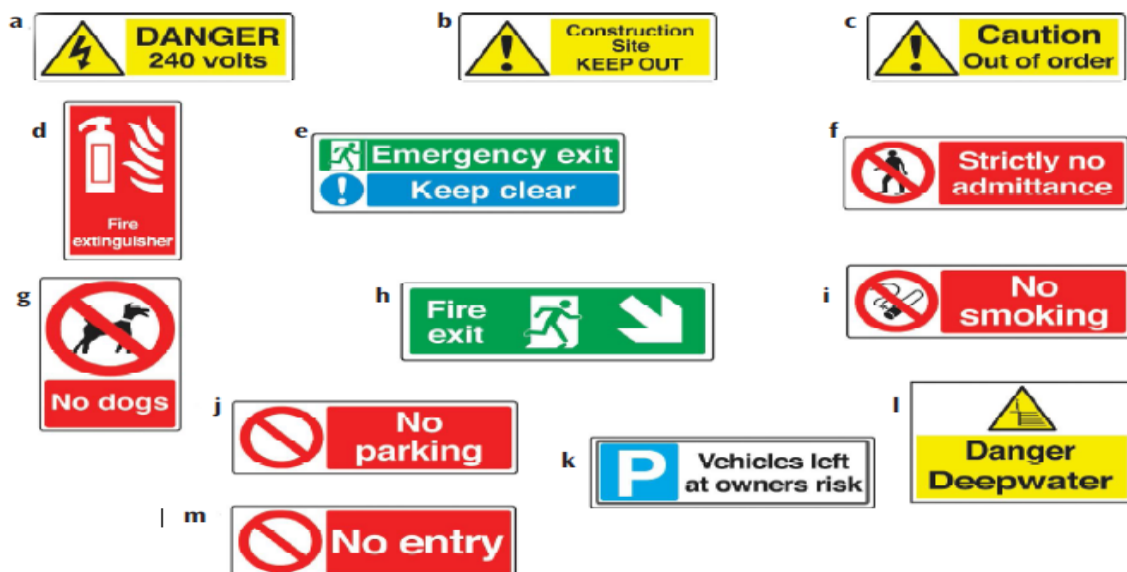 a
DANGER
240 volts
b
Construction
Site
KEEP OUT
c
Caution
Out of order
d
Fire
extinguisher
e
Emergency exit
Keep clear
f
Strictly no
admittance
g
No dogs
h
Fire
exit
i
No
smoking
j
No
parking
k
P
Vehicles left
at owners risk
l
Danger
Deepwater
m
No entry